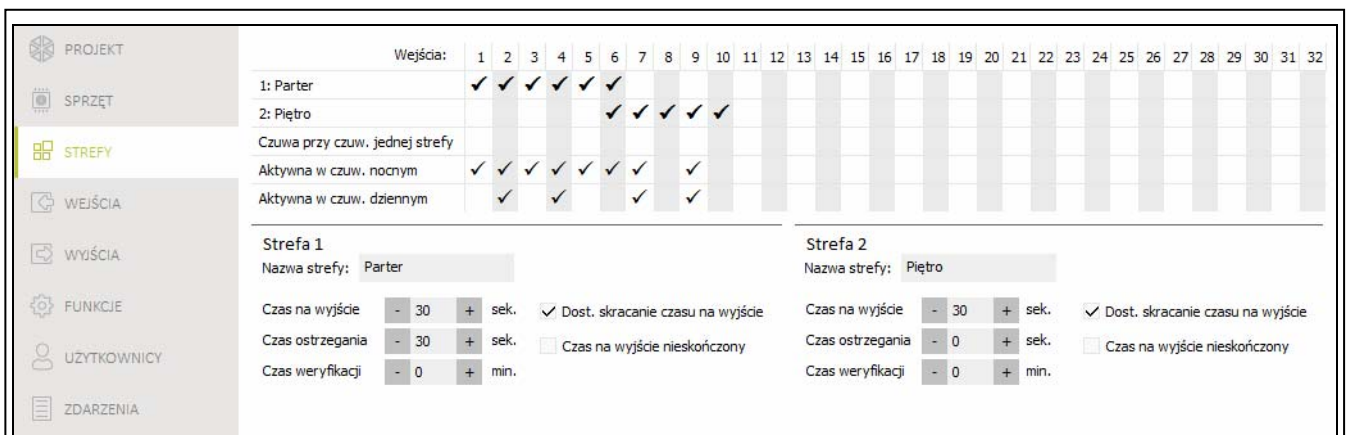 PROJEKT
SPRZĘT
STREFY
WEJŚCIA
WYJŚCIA
FUNKCJE
UŻYTKOWNICY
ZDARZENIA
Wejścia: 1 2 3 4 5 6 7 8 9 10 11 12 13 14 15 16 17 18 19 20 21 22 23 24 25 26 27 28 29 30 31 32
1: Parter
2: Piętro
Czuwa przy czuw. jednej strefy
Aktywna w czuw. nocnym
Aktywna w czuw. dziennym
Strefa 1
Nazwa strefy: Parter
Czas na wyjście - 30 + sek. Dost. skracanie czasu na wyjście
Czas ostrzegania - 30 + sek. Czas na wyjście nieskończony
Czas weryfikacji - 0 + min.
Strefa 2
Nazwa strefy: Piętro
Czas na wyjście - 30 + sek. Dost. skracanie czasu na wyjście
Czas ostrzegania - 0 + sek. Czas na wyjście nieskończony
Czas weryfikacji - 0 + min.